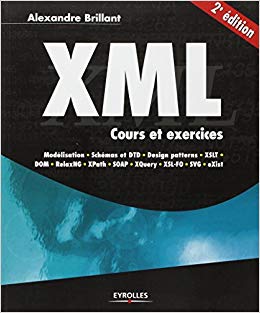 Alexandre Brillant
2e édition
XML
Cours et exercices
Modélisation • Schémas et DTD • Design patterns • XSLT •
DOM • RelaxNG • XPath • SOAP • XQuery • XSL-FO • SVG • eXist
EYROLLES